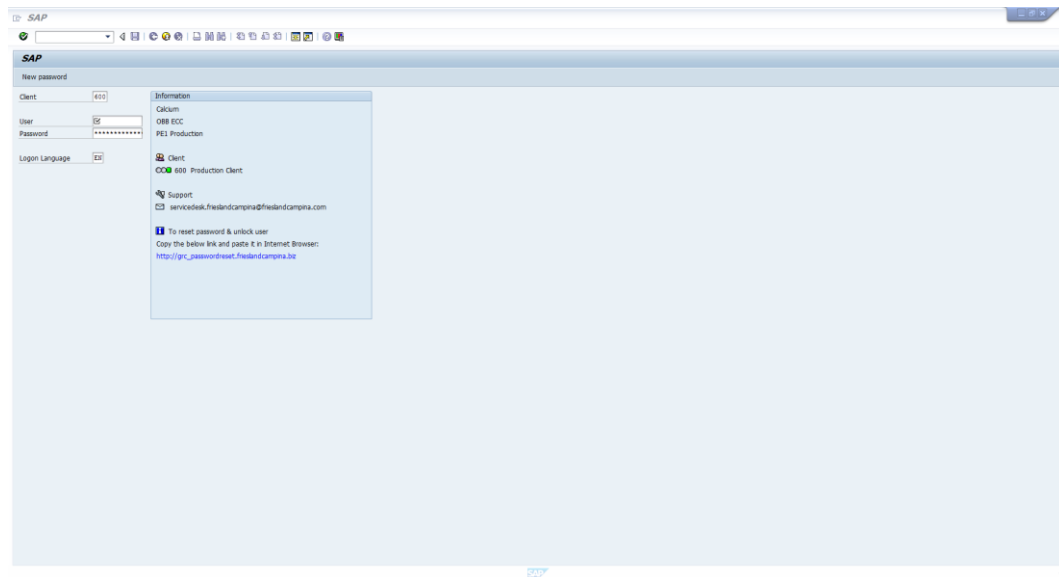 SAP
SAP
New password
Client 600
User
Password ************
Logon Language EN
Information
Calcium
OBB ECC
PE1 Production
Client
600 Production Client
Support
servicedesk.frieslandcampina@frieslandcampina.com
To reset password & unlock user
Copy the below link and paste it in Internet Browser:
http://grc_passwordreset.frieslandcampina.biz
SAP